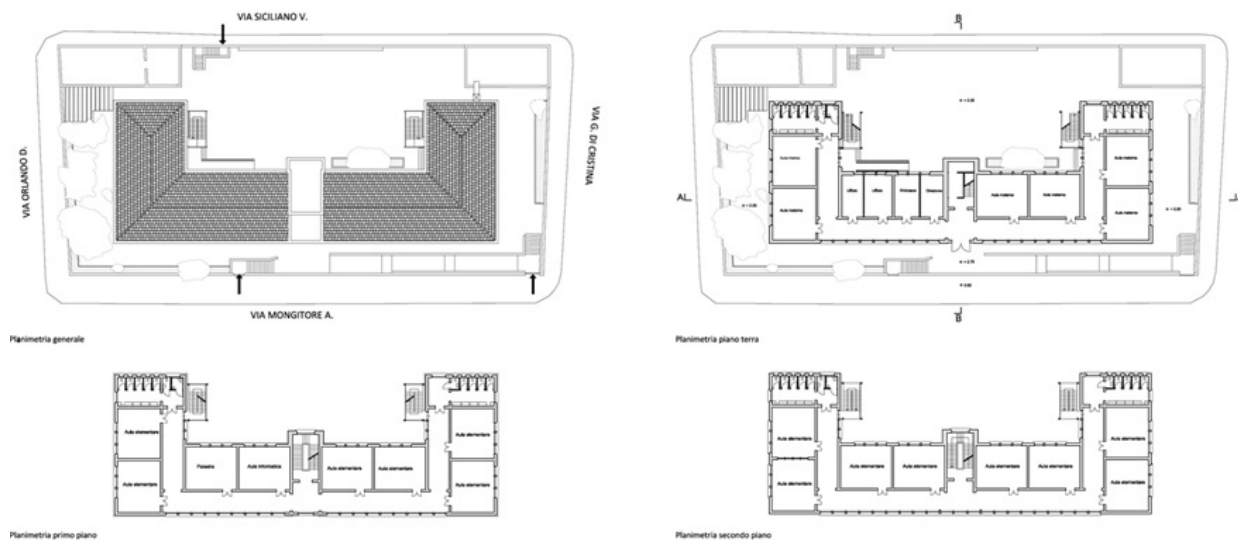 VIA SICILIANO V.
VIA ORLANDO D.
VIA G. DI CRISTINA
VIA MONGITORE A.
Planimetria generale
B
A
Aula materna
Aula materna
Ufficio
Ufficio
Direzione
Aula materna
Aula materna
Aula materna
Aula materna
B
Planimetria piano terra
Aula elementare
Aula elementare
Palestra
Aula informatica
Aula elementare
Aula elementare
Aula elementare
Aula elementare
Planimetria primo piano
Aula elementare
Aula elementare
Aula elementare
Aula elementare
Aula elementare
Aula elementare
Aula elementare
Aula elementare
Planimetria secondo piano